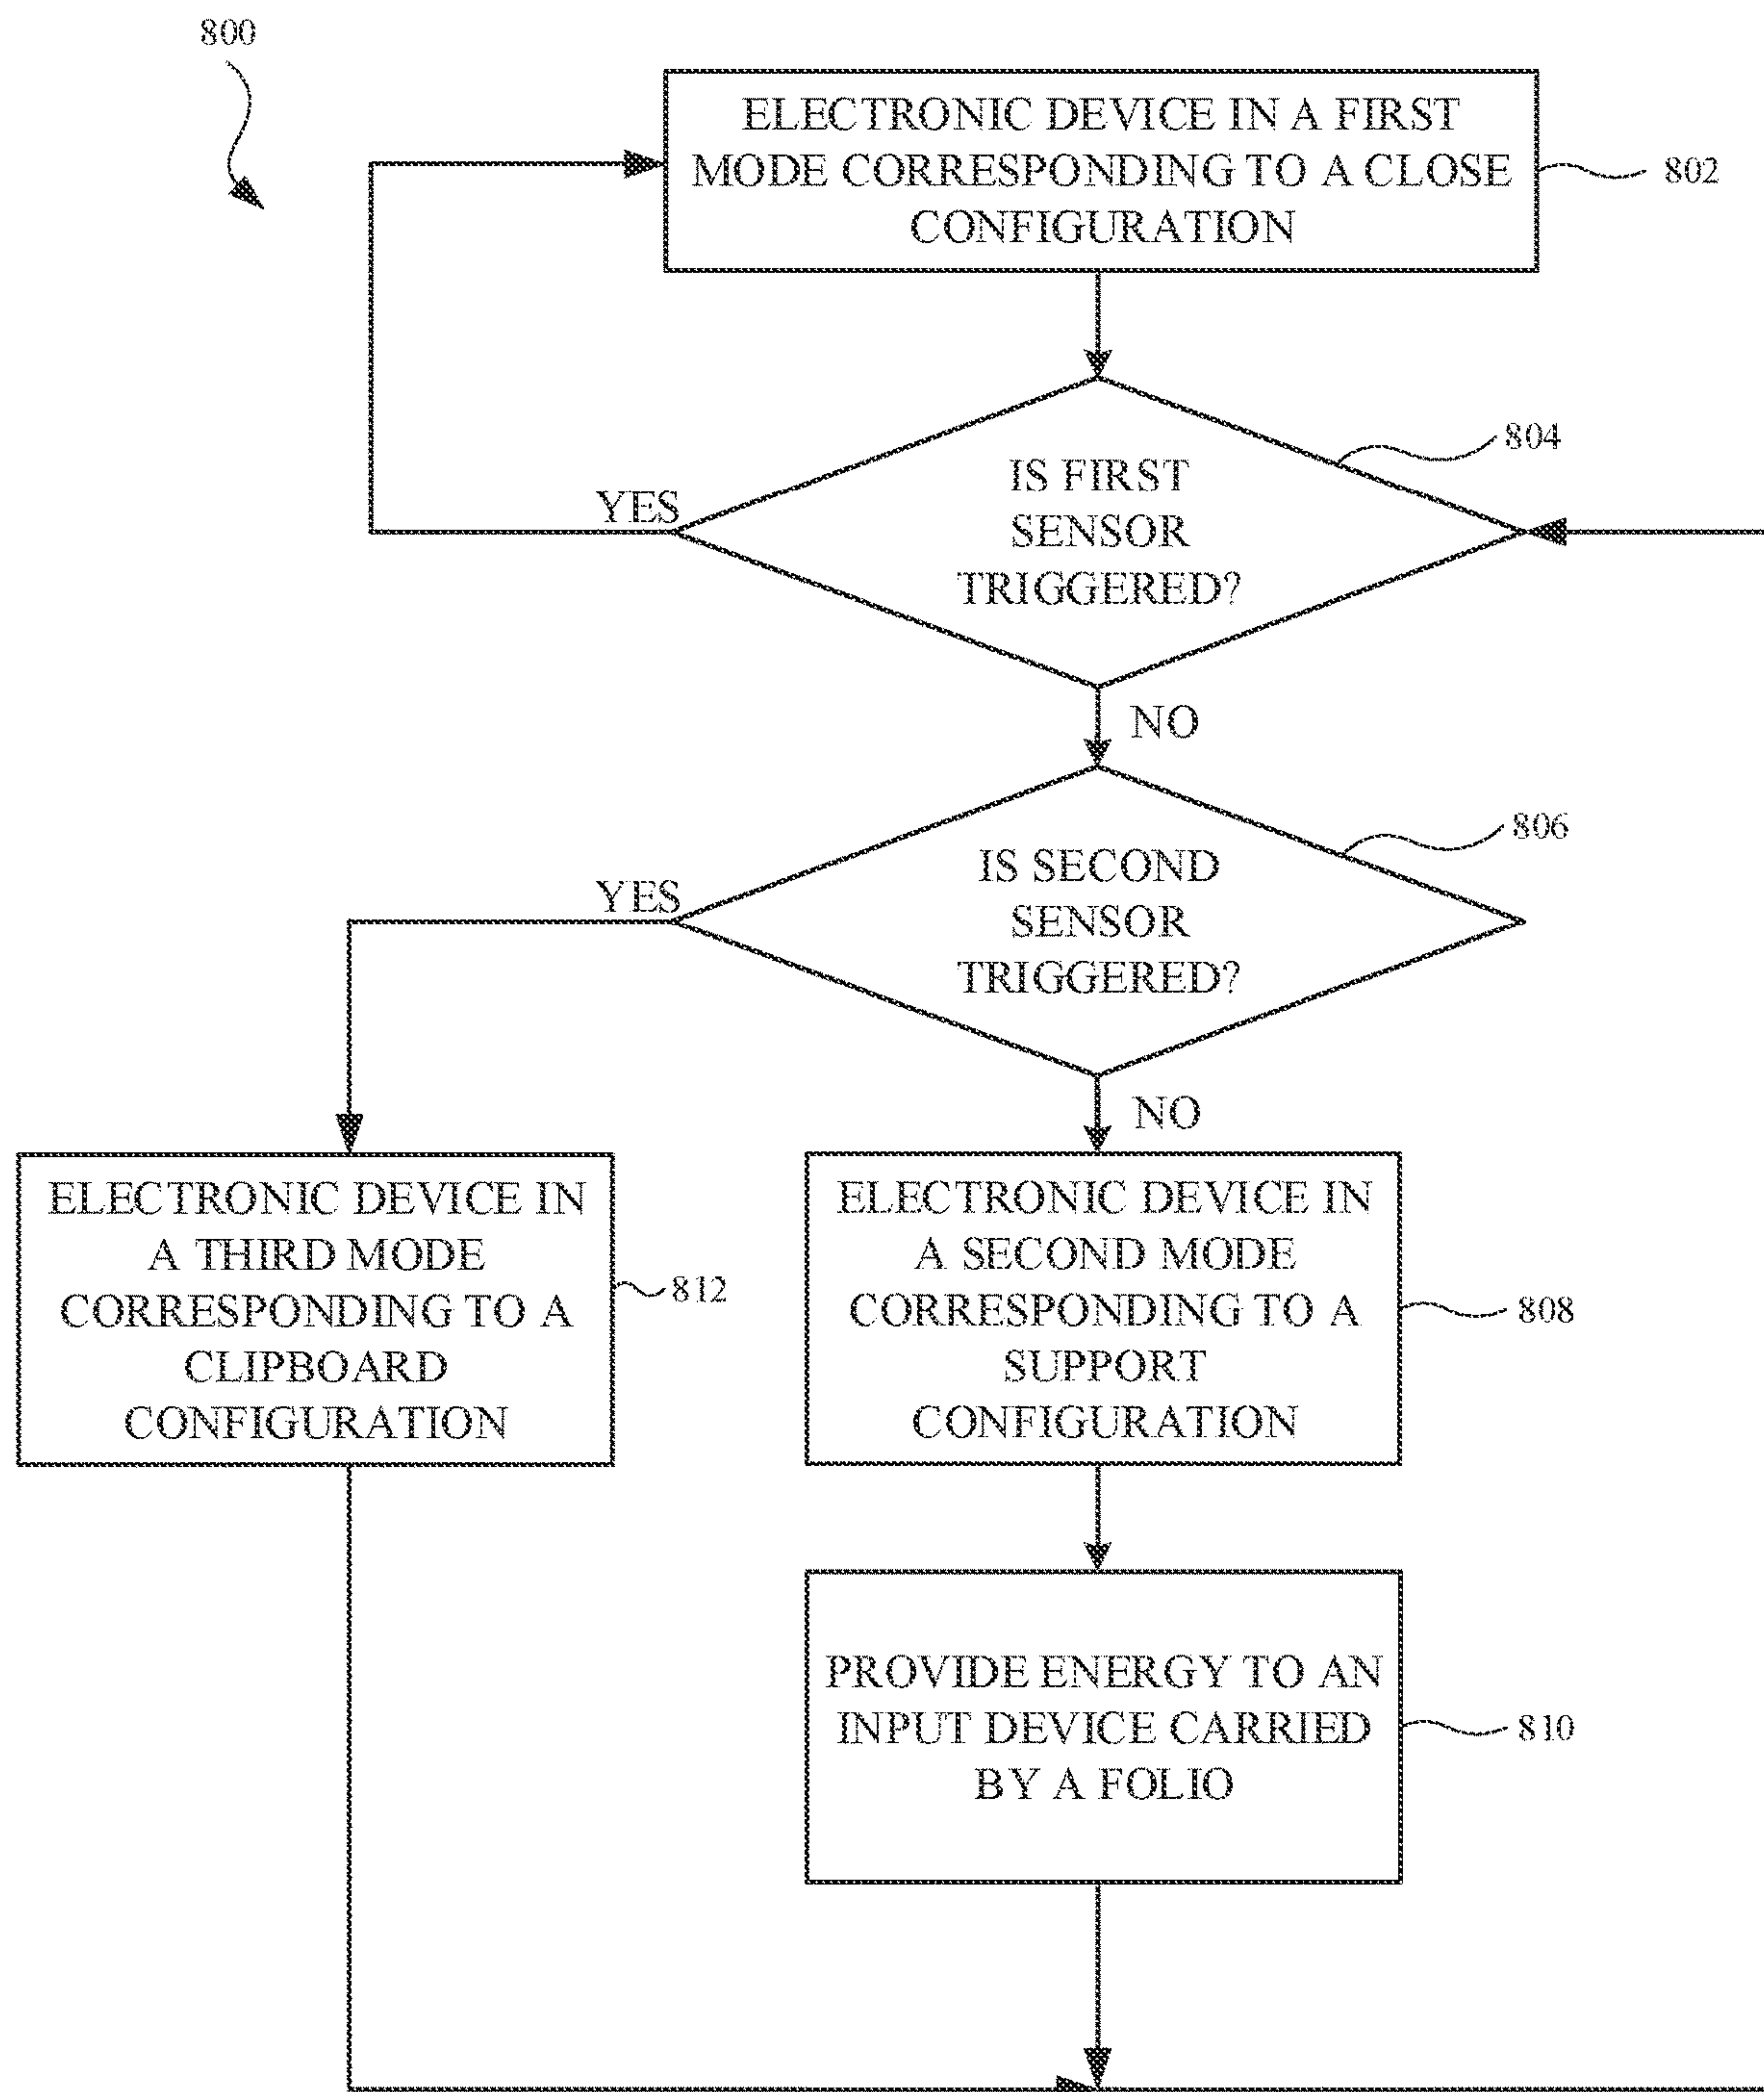 800
ELECTRONIC DEVICE IN A FIRST
MODE CORRESPONDING TO A CLOSE
CONFIGURATION
802
804
IS FIRST
SENSOR
TRIGGERED?
YES
NO
806
IS SECOND
SENSOR
TRIGGERED?
YES
NO
ELECTRONIC DEVICE IN
A THIRD MODE
CORRESPONDING TO A
CLIPBOARD
CONFIGURATION
812
ELECTRONIC DEVICE IN
A SECOND MODE
CORRESPONDING TO A
SUPPORT
CONFIGURATION
808
PROVIDE ENERGY TO AN
INPUT DEVICE CARRIED
BY A FOLIO
810